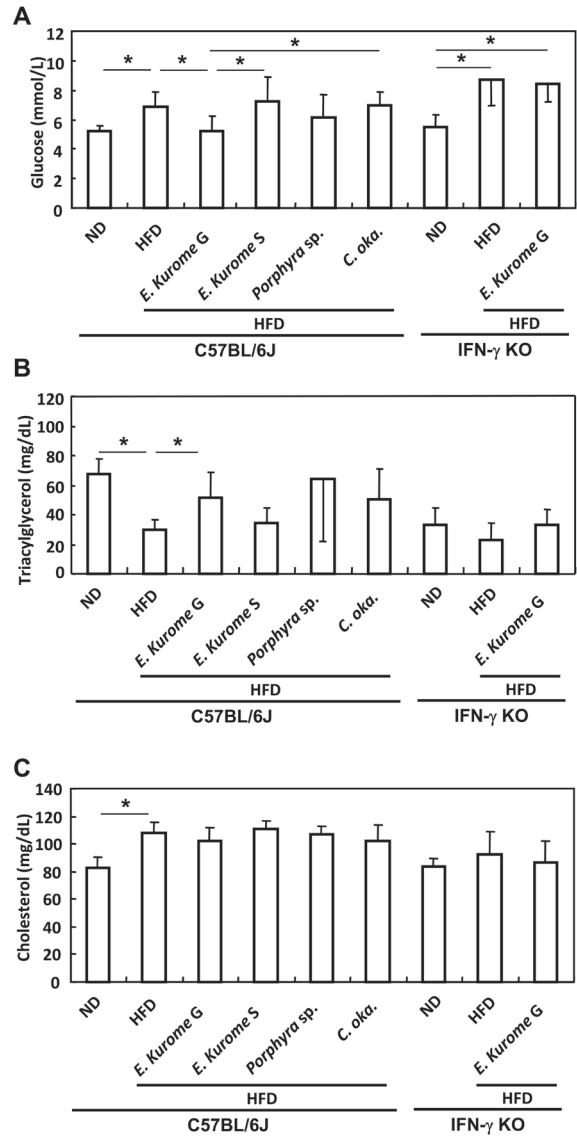 A
Glucose (mmol/L)
12
10
8
6
4
2
0
* * * * * *
ND HFD E. Kurome G E. Kurome S Porphyra sp. C. oka. ND HFD E. Kurome G
HFD HFD
C57BL/6J IFN-γ KO
B
Triacylglycerol (mg/dL)
120
100
80
60
40
20
0
* *
ND HFD E. Kurome G E. Kurome S Porphyra sp. C. oka. ND HFD E. Kurome G
HFD HFD
C57BL/6J IFN-γ KO
C
Cholesterol (mg/dL)
140
120
100
80
60
40
20
0
*
ND HFD E. Kurome G E. Kurome S Porphyra sp. C. oka. ND HFD E. Kurome G
HFD HFD
C57BL/6J IFN-γ KO